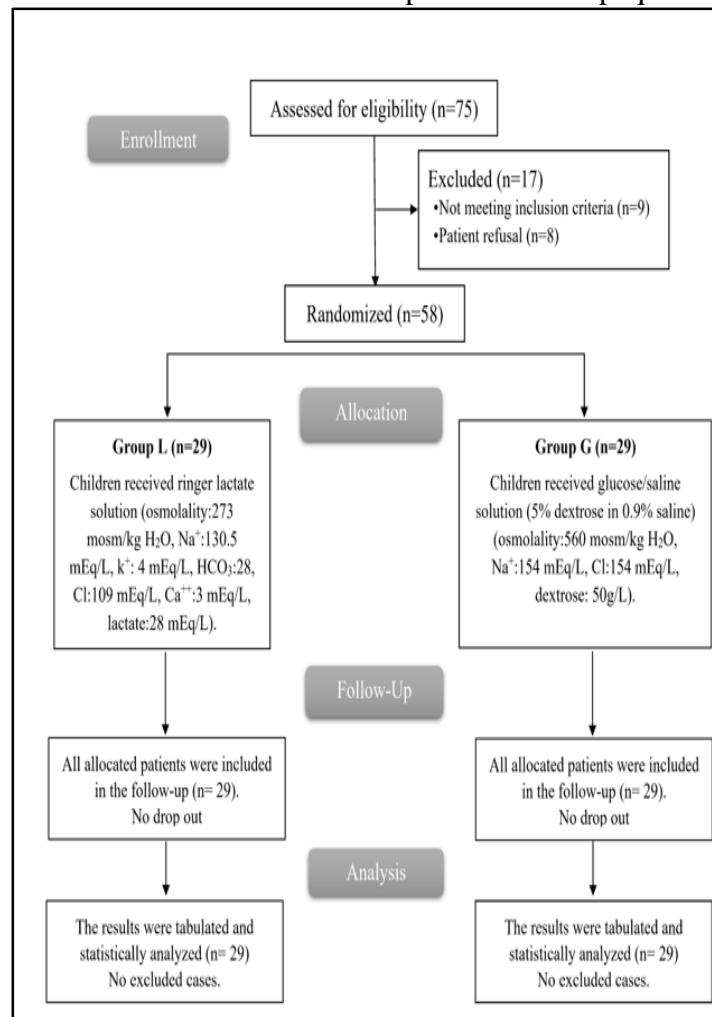 Assessed for eligibility (n=75)
Enrollment
Excluded (n=17)
•Not meeting inclusion criteria (n=9)
•Patient refusal (n=8)
Randomized (n=58)
Allocation
Group L (n=29)
Children received ringer lactate
solution (osmolality:273
mosm/kg H₂O, Na⁺:130.5
mEq/L, k⁺: 4 mEq/L, HCO₃:28,
Cl:109 mEq/L, Ca⁺⁺:3 mEq/L,
lactate:28 mEq/L).
Group G (n=29)
Children received glucose/saline
solution (5% dextrose in 0.9% saline)
(osmolality:560 mosm/kg H₂O,
Na⁺:154 mEq/L, Cl:154 mEq/L,
dextrose: 50g/L).
Follow-Up
All allocated patients were included
in the follow-up (n= 29).
No drop out
All allocated patients were included
in the follow-up (n= 29).
No drop out
Analysis
The results were tabulated and
statistically analyzed (n= 29)
No excluded cases.
The results were tabulated and
statistically analyzed (n= 29)
No excluded cases.